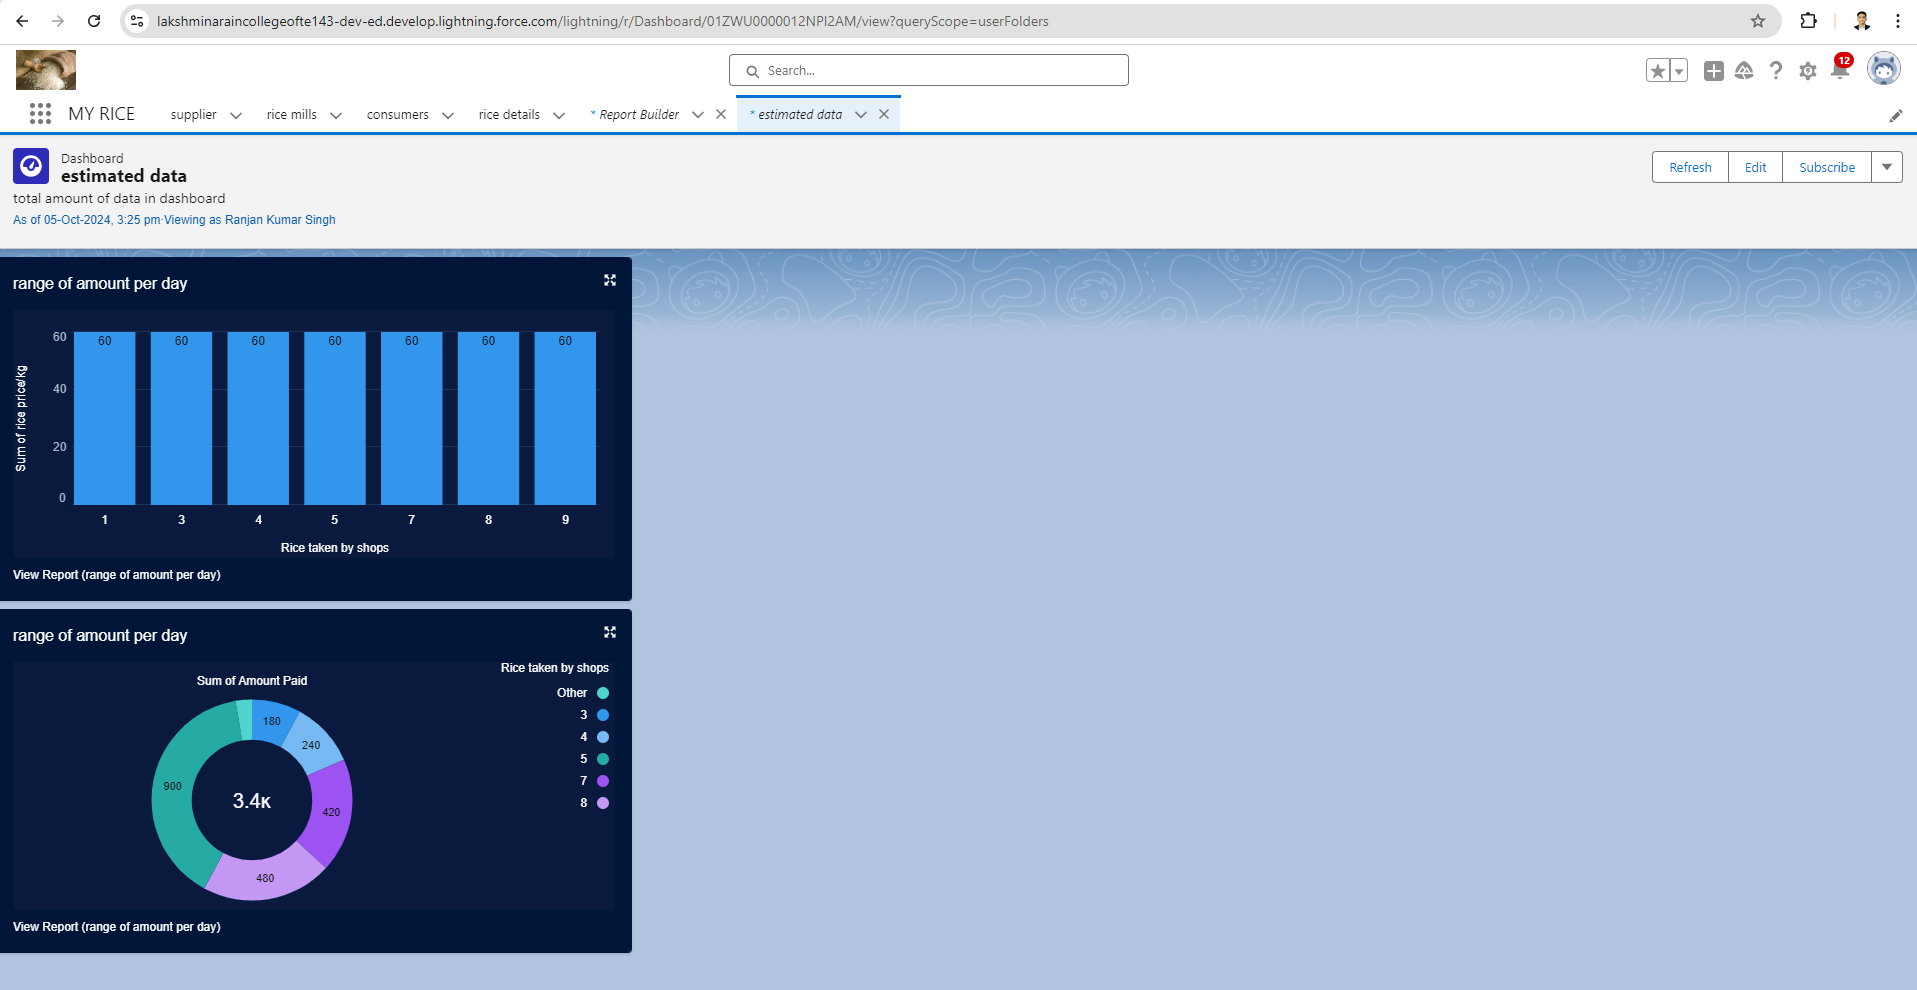 lakshminaraincollegeofte143-dev-ed.develop.lightning.force.com/lightning/r/Dashboard/01ZWU0000012NPI2AM/view?queryScope=userFolders
Search...
12
MY RICE
supplier
rice mills
consumers
rice details
* Report Builder
* estimated data
Dashboard
estimated data
total amount of data in dashboard
As of 05-Oct-2024, 3:25 pm·Viewing as Ranjan Kumar Singh
Refresh
Edit
Subscribe
range of amount per day
Sum of rice price/kg
60
40
20
0
60 60 60 60 60 60 60
1 3 4 5 7 8 9
Rice taken by shops
View Report (range of amount per day)
range of amount per day
Sum of Amount Paid
180
240
420
480
900
3.4K
Rice taken by shops
Other
3
4
5
7
8
View Report (range of amount per day)